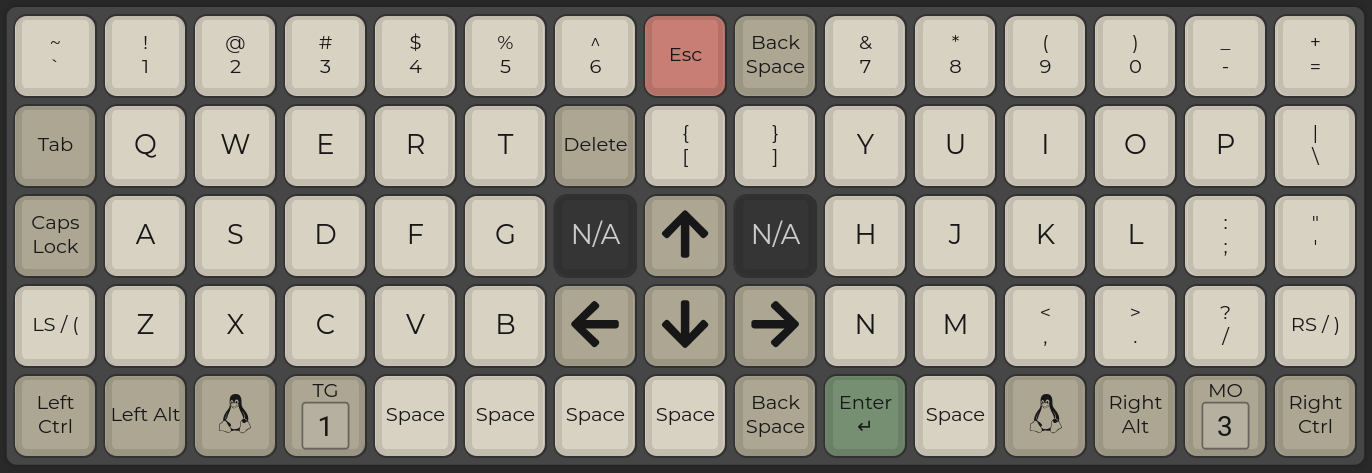 ~ ! @ # $ % ^ Esc Back & * ( ) _ +
` 1 2 3 4 5 6 Space 7 8 9 0 - =
Tab Q W E R T Delete { } Y U I O P |
[ ] \
Caps A S D F G N/A ↑ N/A H J K L : "
Lock ; '
LS / ( Z X C V B ← ↓ → N M < > ? RS / )
, . /
Left Left Alt TG Space Space Space Space Back Enter Space Right MO Right
Ctrl 1 Space ↵ Alt 3 Ctrl